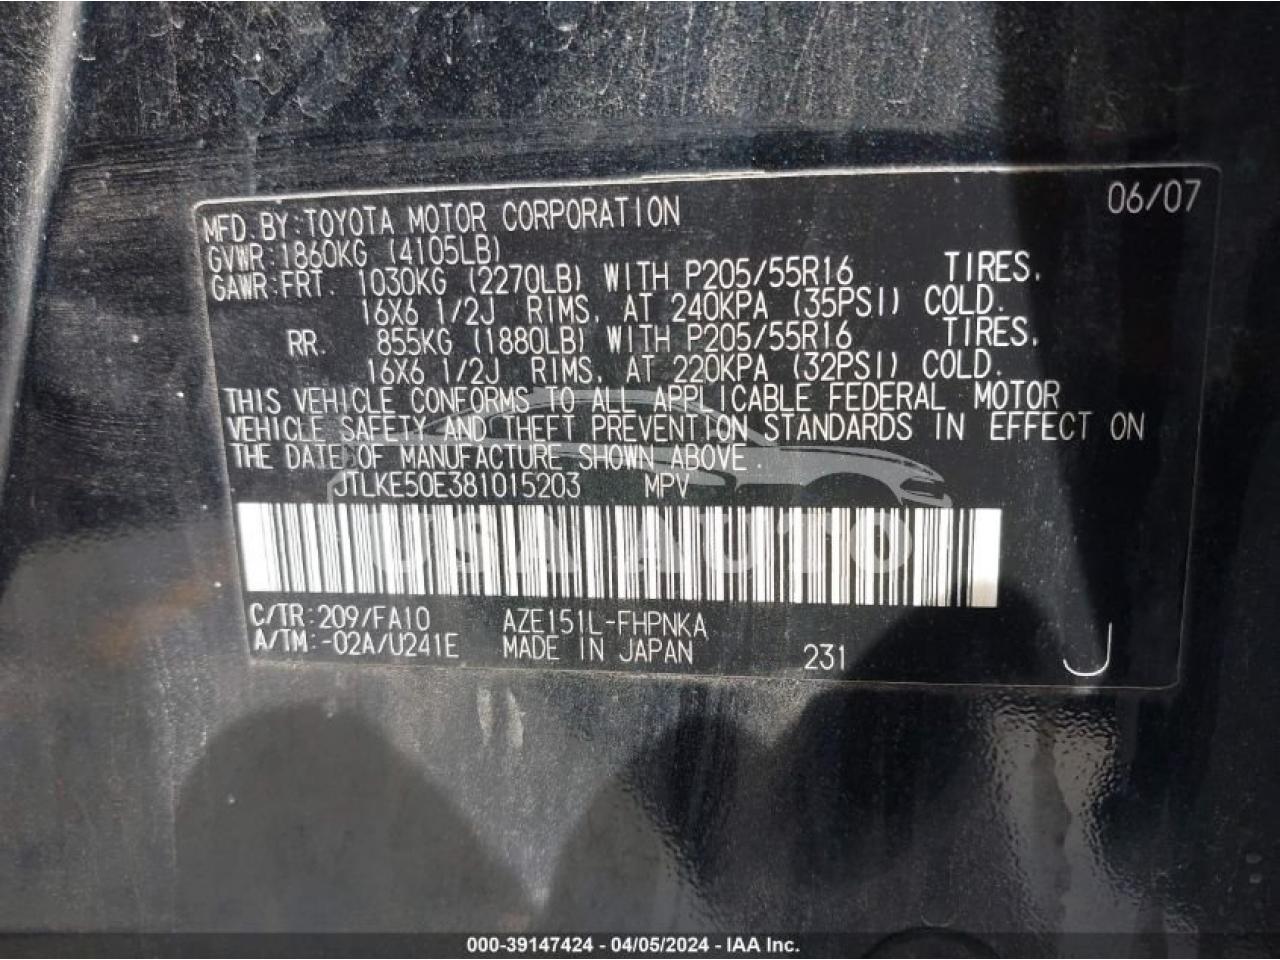 06/07
MFD. BY: TOYOTA MOTOR CORPORATION
GVWR: 1860KG (4105LB)
GAWR: FRT. 1030KG (2270LB) WITH P205/55R16 TIRES,
16X6 1/2J RIMS, AT 240KPA (35PSI) COLD.
RR. 855KG (1880LB) WITH P205/55R16 TIRES,
16X6 1/2J RIMS, AT 220KPA (32PSI) COLD.
THIS VEHICLE CONFORMS TO ALL APPLICABLE FEDERAL MOTOR
VEHICLE SAFETY AND THEFT PREVENTION STANDARDS IN EFFECT ON
THE DATE OF MANUFACTURE SHOWN ABOVE.
JTLKE50E381015203 MPV
USA AUTO
C/TR: 209/FA10 AZE151L-FHPNKA
A/TM: -02A/U241E MADE IN JAPAN 231 J
000-39147424 - 04/05/2024 - IAA Inc.